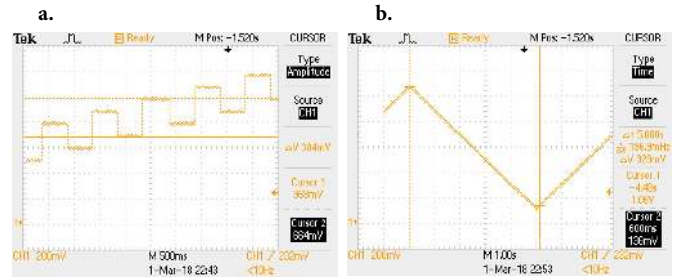 a.
Tek
Ready
M Pos: -1.520s
CURSOR
Type
Amplitude
Source
CH1
ΔV 304mV
Cursor 1
968mV
Cursor 2
664mV
1
CH1 200mV
M 500ms
CH1 / 232mV
1-Mar-18 22:43
<10Hz
b.
Tek
Ready
M Pos: -1.520s
CURSOR
Type
Time
Source
CH1
Cursor 1
-4.48s
1.06V
Cursor 2
600ms
136mV
1
CH1 200mV
M 1.00s
CH1 / 232mV
1-Mar-18 22:53
<10Hz